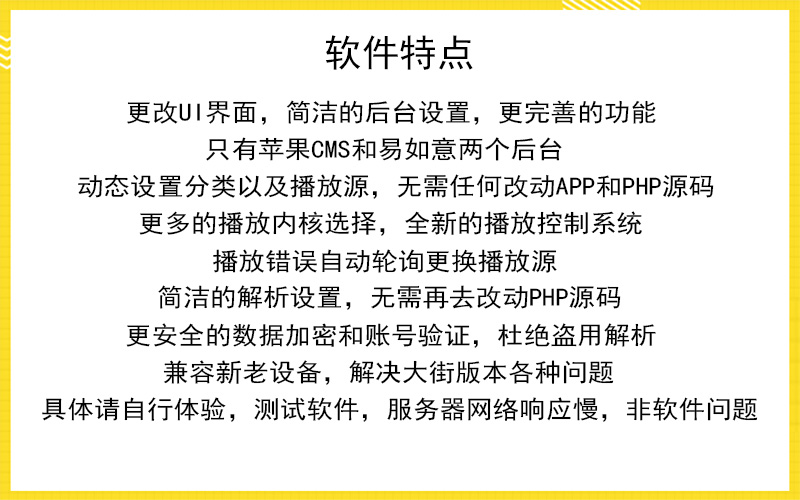 软件特点
更改UI界面，简洁的后台设置，更完善的功能
只有苹果CMS和易如意两个后台
动态设置分类以及播放源，无需任何改动APP和PHP源码
更多的播放内核选择，全新的播放控制系统
播放错误自动轮询更换播放源
简洁的解析设置，无需再去改动PHP源码
更安全的数据加密和账号验证，杜绝盗用解析
兼容新老设备，解决大街版本各种问题
具体请自行体验，测试软件，服务器网络响应慢，非软件问题